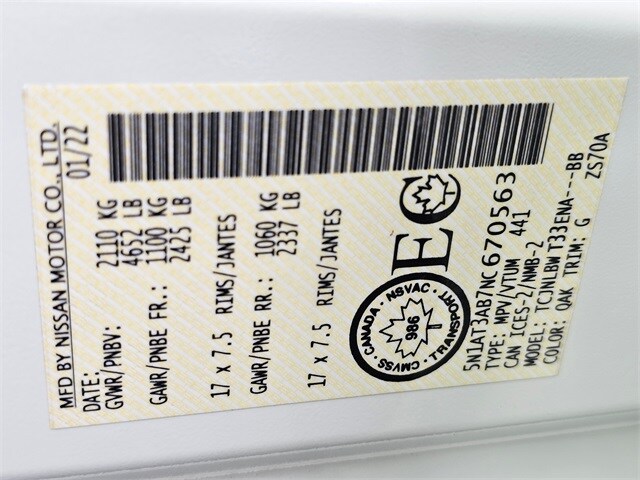 MFD BY NISSAN MOTOR CO., LTD.
DATE: 01/22
GVWR/PNBV: 2110 KG
4652 LB
GAWR/PNBE FR.: 1100 KG
2425 LB
17 X 7.5 RIMS/JANTES
GAWR/PNBE RR.: 1060 KG
2337 LB
17 X 7.5 RIMS/JANTES
EC
CMVSS CANADA · NSVAC · TRANSPORT
986
5N1AT3AB7NC670563
TYPE: MPV/VTUM 441
CAN ICES-2/NMB-2
MODEL: TCJNLBW T33ENA---BB
COLOR: OAK TRIM: G ZS70A